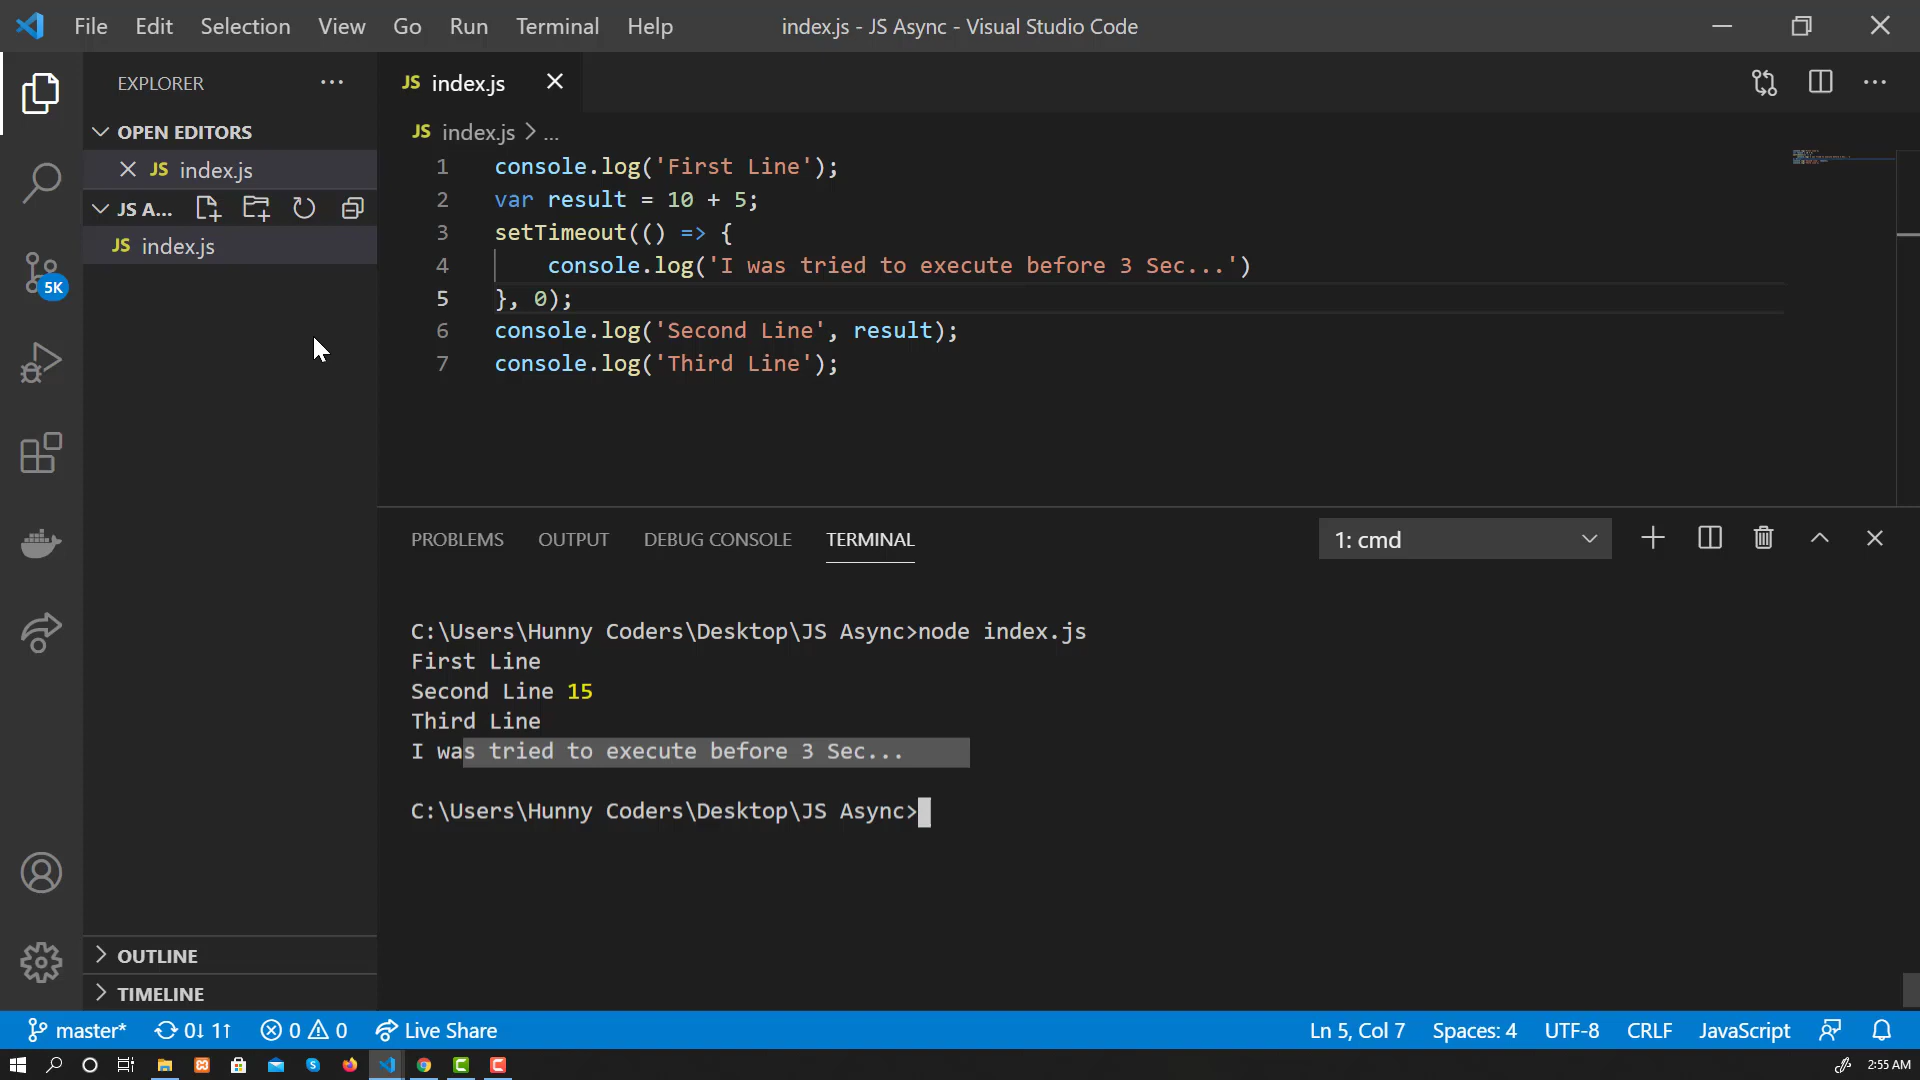 File Edit Selection View Go Run Terminal Help index.js - JS Async - Visual Studio Code
EXPLORER
OPEN EDITORS
JS index.js
JS A...
JS index.js
5K
OUTLINE
TIMELINE
JS index.js
JS index.js > ...
1 console.log('First Line');
2 var result = 10 + 5;
3 setTimeout(() => {
4 console.log('I was tried to execute before 3 Sec...')
5 }, 0);
6 console.log('Second Line', result);
7 console.log('Third Line');
PROBLEMS OUTPUT DEBUG CONSOLE TERMINAL 1: cmd
C:\Users\Hunny Coders\Desktop\JS Async>node index.js
First Line
Second Line 15
Third Line
I was tried to execute before 3 Sec...
C:\Users\Hunny Coders\Desktop\JS Async>
master* 0↓ 1↑ 0 0 Live Share Ln 5, Col 7 Spaces: 4 UTF-8 CRLF JavaScript
2:55 AM